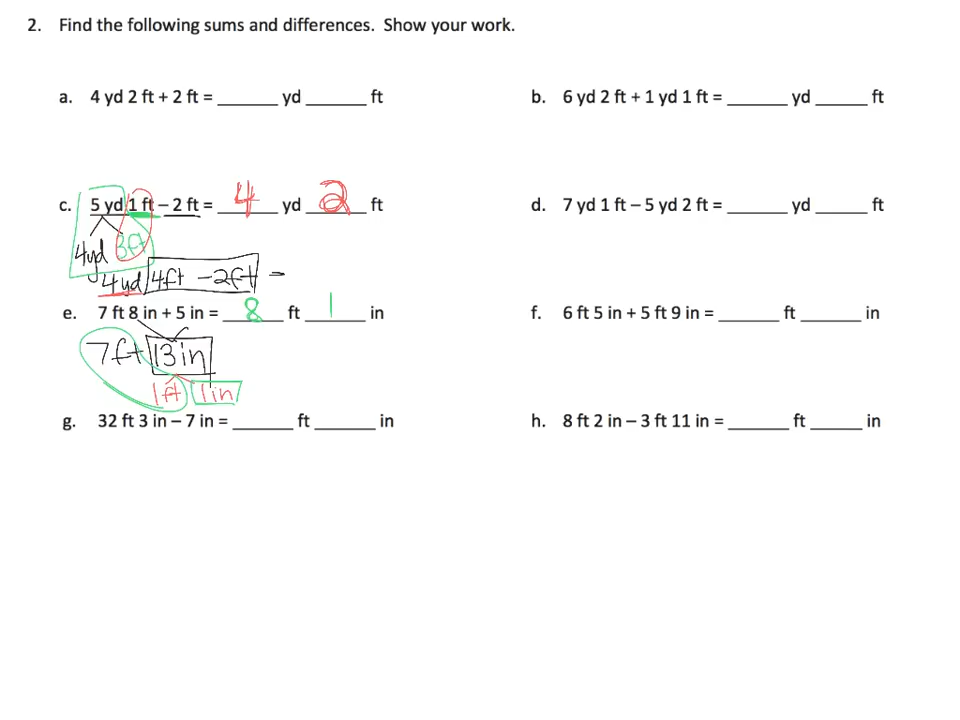 2. Find the following sums and differences. Show your work.
a. 4 yd 2 ft + 2 ft = ______ yd ______ ft
b. 6 yd 2 ft + 1 yd 1 ft = ______ yd _____ ft
c. 5 yd 1 ft – 2 ft = 4 yd 2 ft
4yd 3ft
4yd 4ft - 2ft =
d. 7 yd 1 ft – 5 yd 2 ft = ______ yd _____ ft
e. 7 ft 8 in + 5 in = 8 ft 1 in
7ft 13 in
1ft 1in
f. 6 ft 5 in + 5 ft 9 in = ______ ft ______ in
g. 32 ft 3 in – 7 in = ______ ft ______ in
h. 8 ft 2 in – 3 ft 11 in = ______ ft _____ in